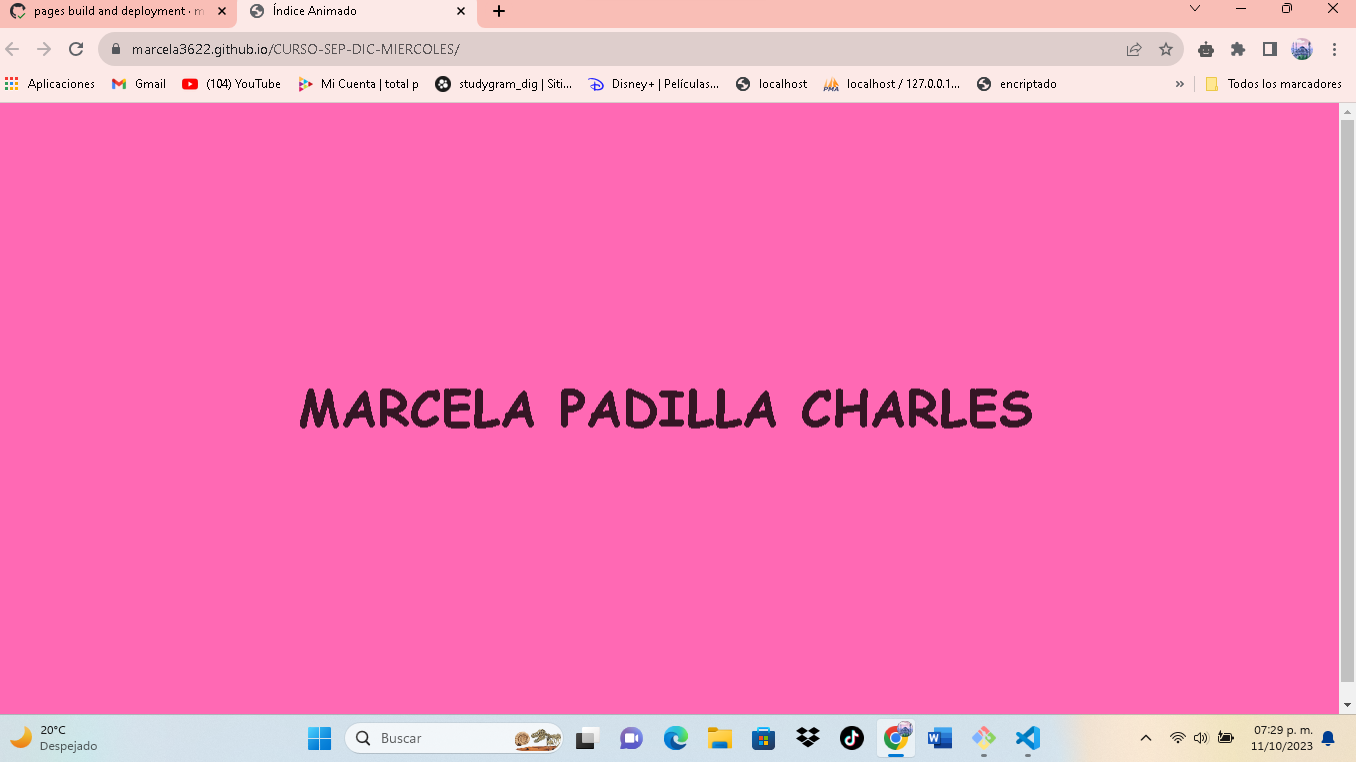 pages build and deployment · m
Índice Animado
marcela3622.github.io/CURSO-SEP-DIC-MIERCOLES/
Aplicaciones Gmail (104) YouTube Mi Cuenta | total p studygram_dig | Siti... Disney+ | Películas... localhost localhost / 127.0.0.1... encriptado » Todos los marcadores
MARCELA PADILLA CHARLES
20°C
Despejado
Buscar
07:29 p. m.
11/10/2023